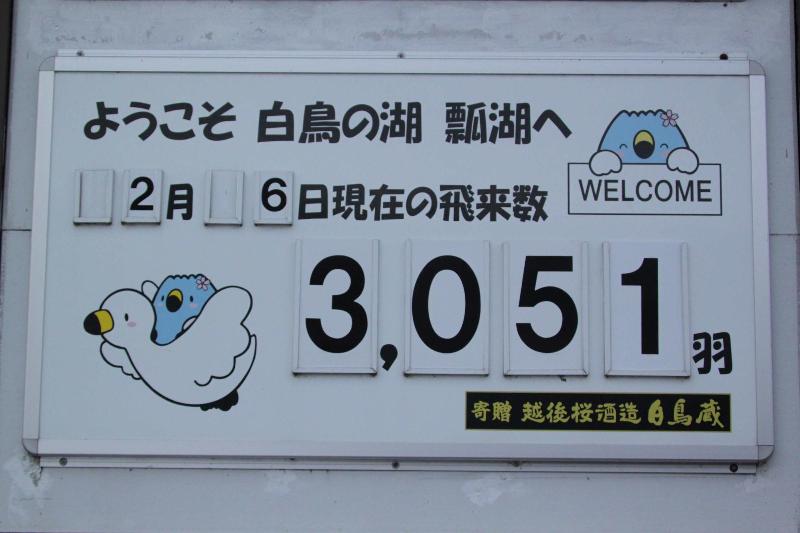 ようこそ 白鳥の湖 瓢湖へ
WELCOME
2月 6日現在の飛来数
3,051羽
寄贈 越後桜酒造 白鳥蔵